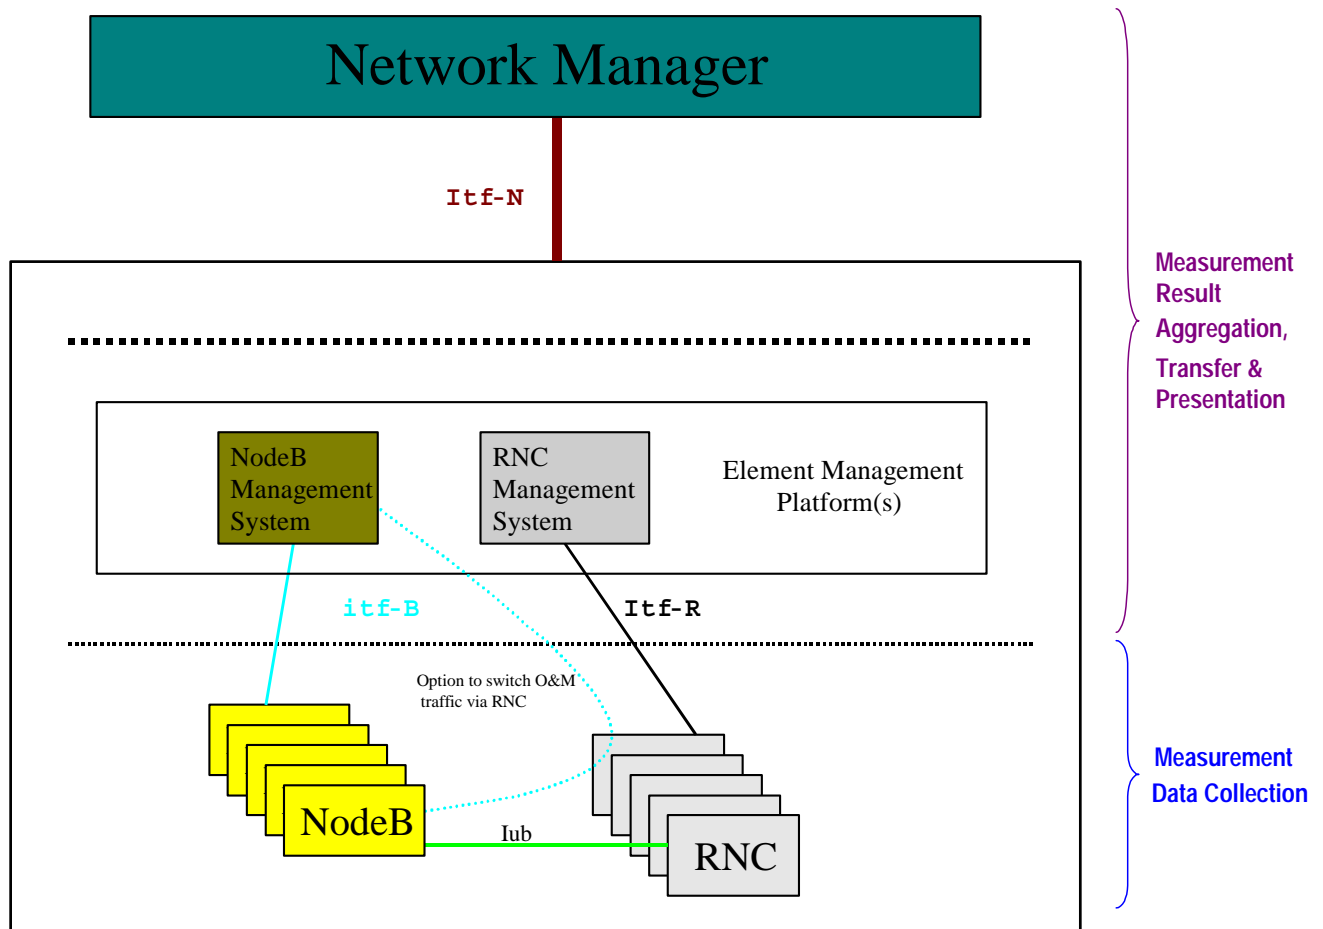 Network Manager
Itf-N
Measurement
Result
Aggregation,
Transfer &
Presentation
NodeB
Management
System
RNC
Management
System
Element Management
Platform(s)
itf-B
Itf-R
Option to switch O&M
traffic via RNC
Measurement
Data Collection
NodeB
Iub
RNC